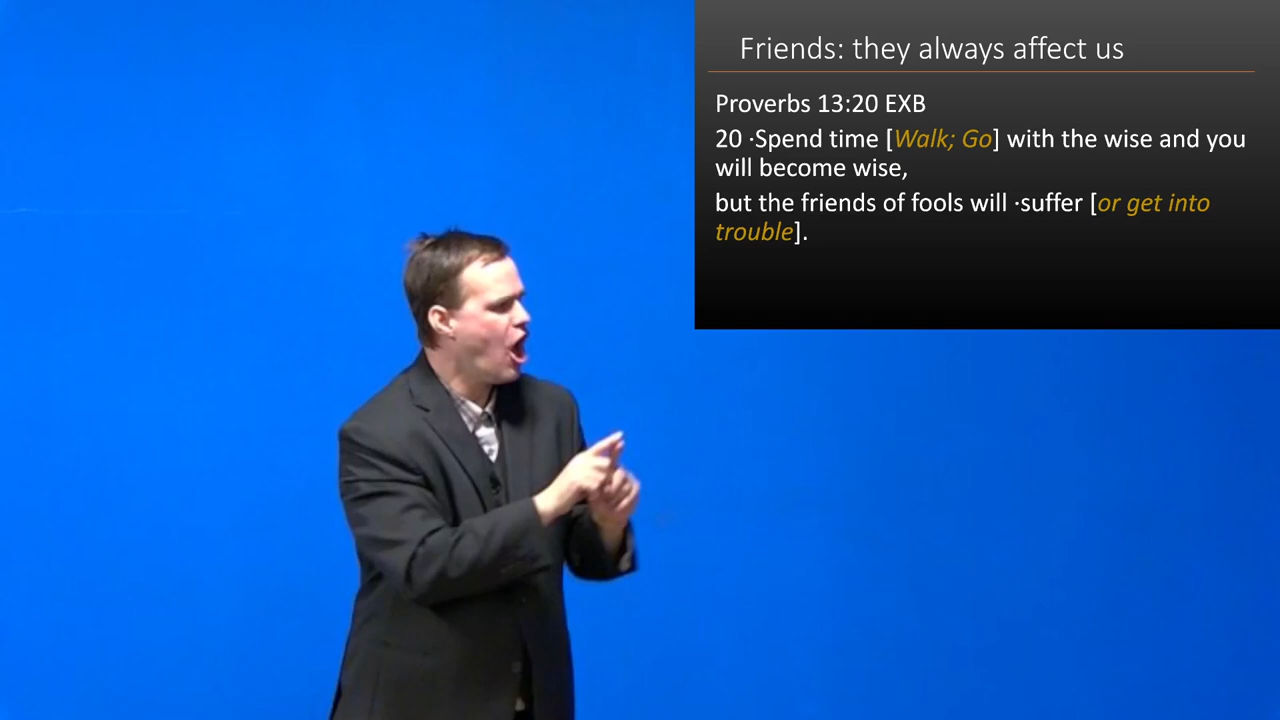 Friends: they always affect us
Proverbs 13:20 EXB
20 ·Spend time [Walk; Go] with the wise and you
will become wise,
but the friends of fools will ·suffer [or get into
trouble].